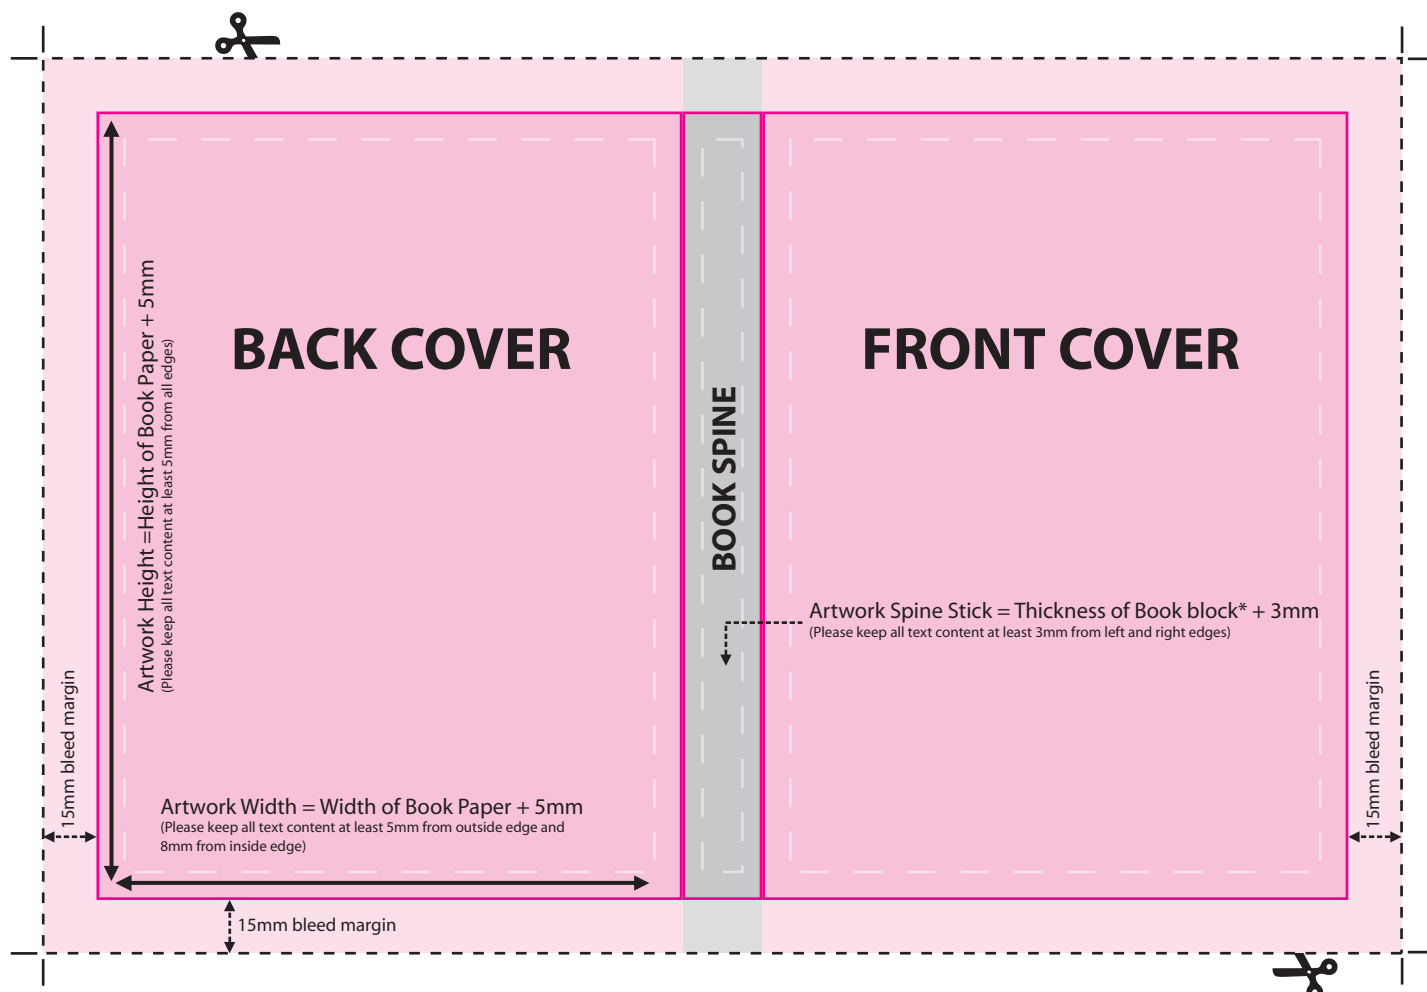 BACK COVER
FRONT COVER
BOOK SPINE
Artwork Height =Height of Book Paper + 5mm
(Please keep all text content at least 5mm from all edges)
Artwork Spine Stick = Thickness of Book block* + 3mm
(Please keep all text content at least 3mm from left and right edges)
15mm bleed margin
15mm bleed margin
Artwork Width = Width of Book Paper + 5mm
(Please keep all text content at least 5mm from outside edge and
8mm from inside edge)
15mm bleed margin